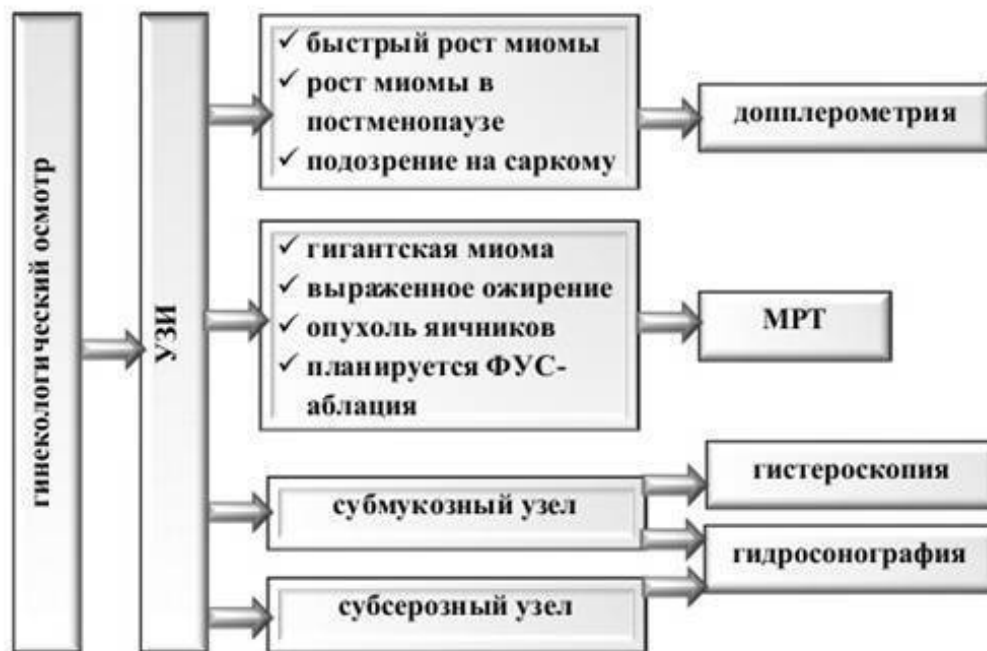 гинекологический осмотр
УЗИ
✓ быстрый рост миомы
✓ рост миомы в
постменопаузе
✓ подозрение на саркому
допплерометрия
✓ гигантская миома
✓ выраженное ожирение
✓ опухоль яичников
✓ планируется ФУС-
аблация
МРТ
субмукозный узел
гистероскопия
гидросонография
субсерозный узел